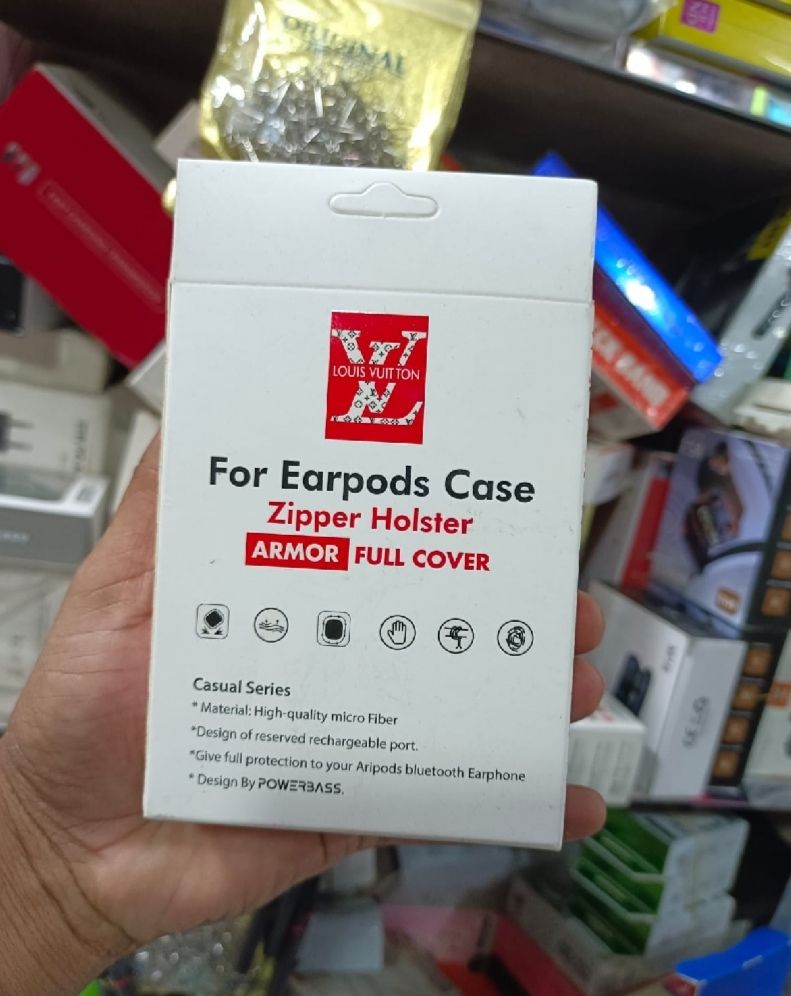 ORIGINAL
LOUIS VUITTON
For Earpods Case
Zipper Holster
ARMOR FULL COVER
Casual Series
* Material: High-quality micro Fiber
*Design of reserved rechargeable port.
*Give full protection to your Aripods bluetooth Earphone
* Design By POWERBASS.